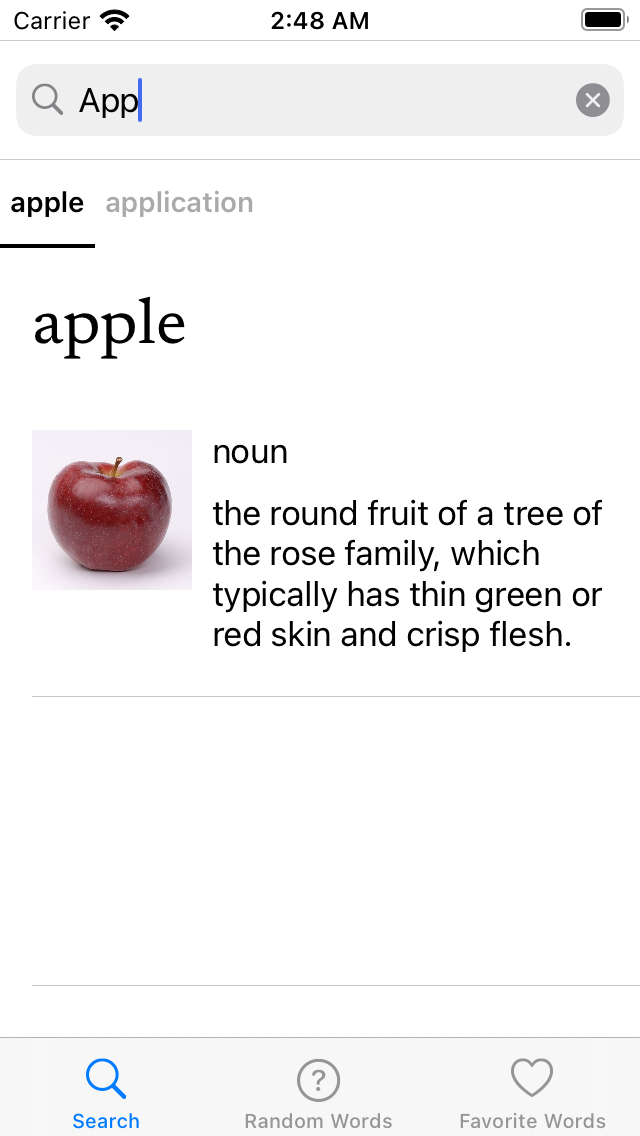 Carrier 2:48 AM
App
apple application
apple
noun
the round fruit of a tree of
the rose family, which
typically has thin green or
red skin and crisp flesh.
Search Random Words Favorite Words